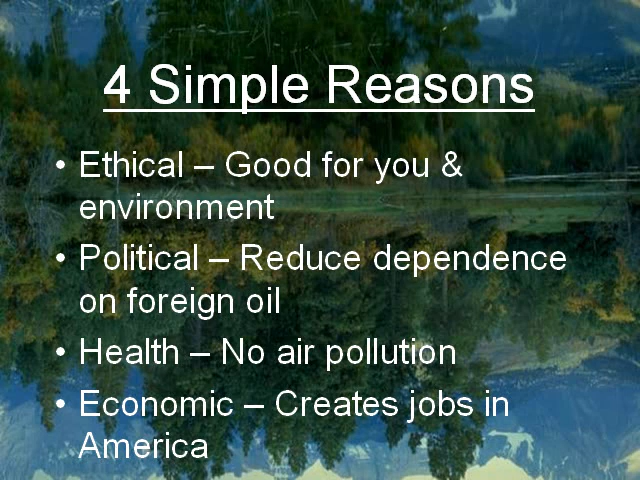 4 Simple Reasons
• Ethical – Good for you &
environment
• Political – Reduce dependence
on foreign oil
• Health – No air pollution
• Economic – Creates jobs in
America